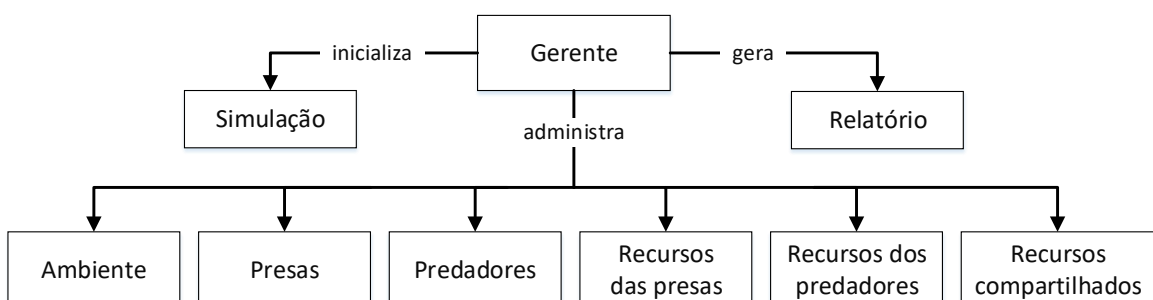 inicializa
Gerente
gera
Simulação
Relatório
administra
Ambiente
Presas
Predadores
Recursos
das presas
Recursos dos
predadores
Recursos
compartilhados